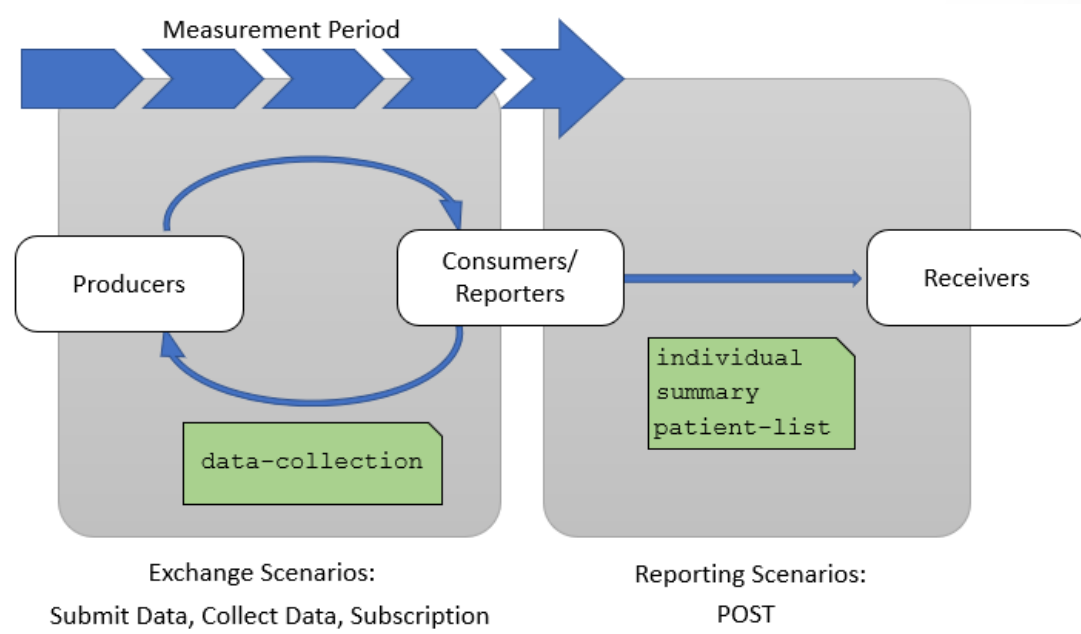 Measurement Period
Producers
Consumers/
Reporters
Receivers
individual
summary
patient-list
data-collection
Exchange Scenarios:
Submit Data, Collect Data, Subscription
Reporting Scenarios:
POST